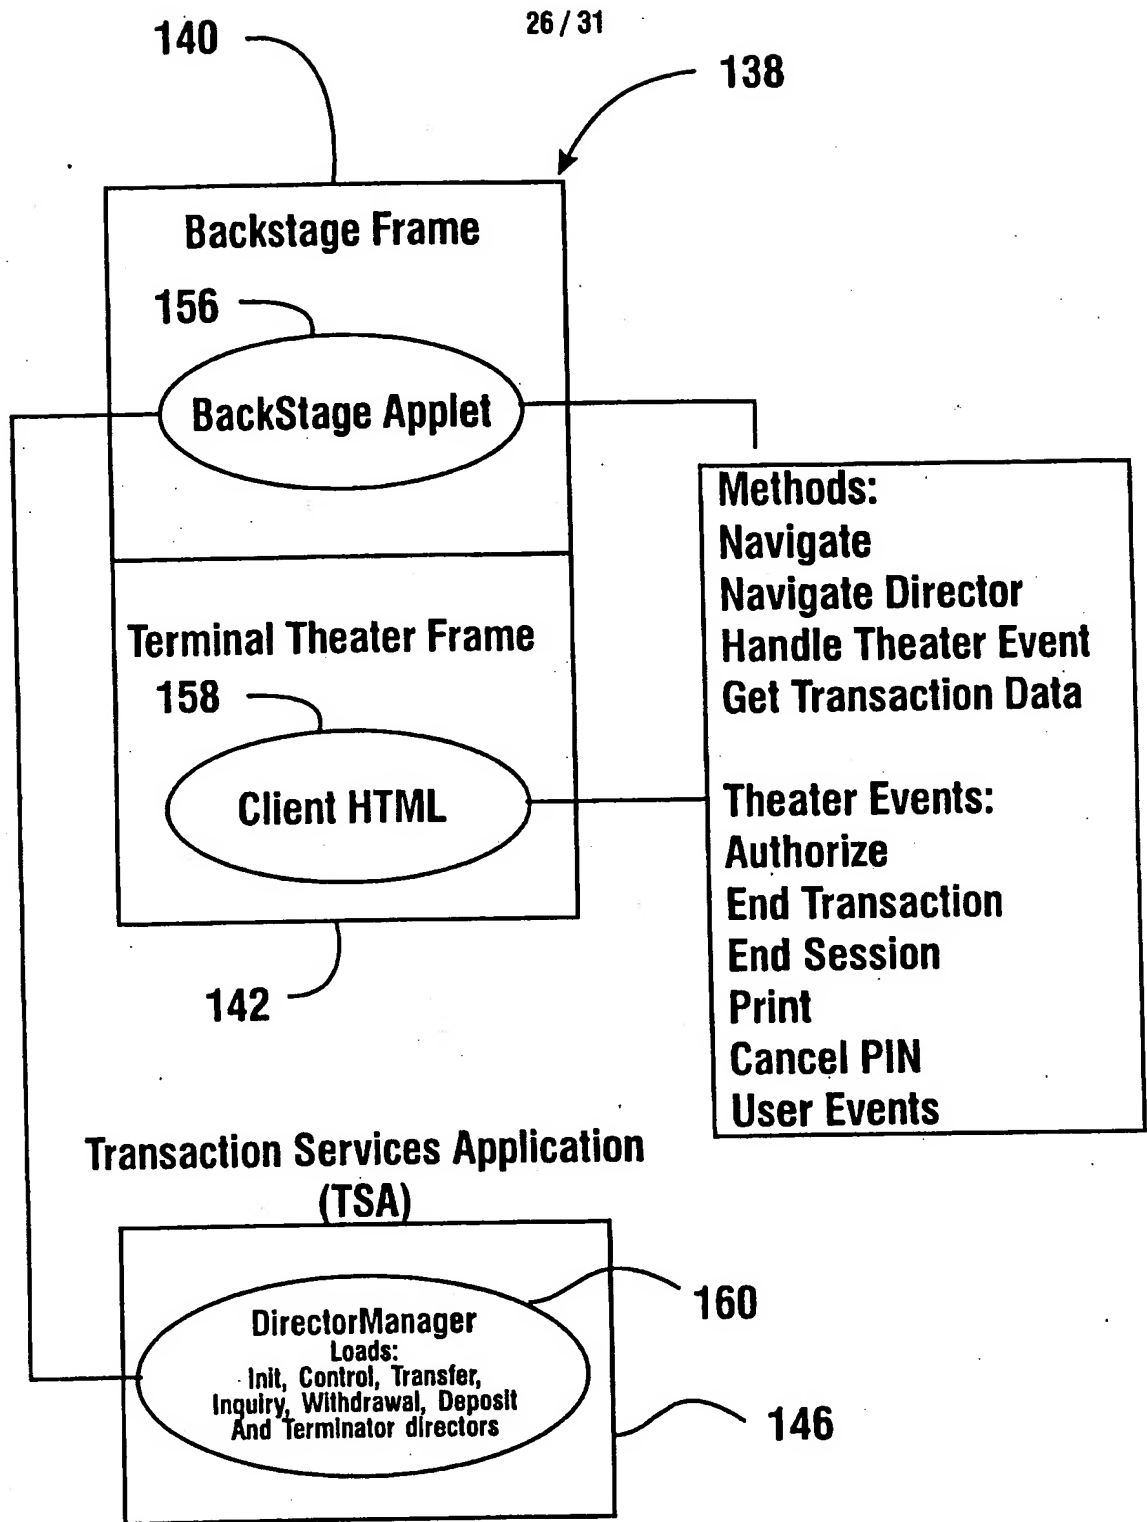 26 / 31
140
138
Backstage Frame
156
BackStage Applet
Terminal Theater Frame
158
Client HTML
142
Methods:
Navigate
Navigate Director
Handle Theater Event
Get Transaction Data
Theater Events:
Authorize
End Transaction
End Session
Print
Cancel PIN
User Events
Transaction Services Application
(TSA)
DirectorManager
Loads:
Init, Control, Transfer,
Inquiry, Withdrawal, Deposit
And Terminator directors
160
146